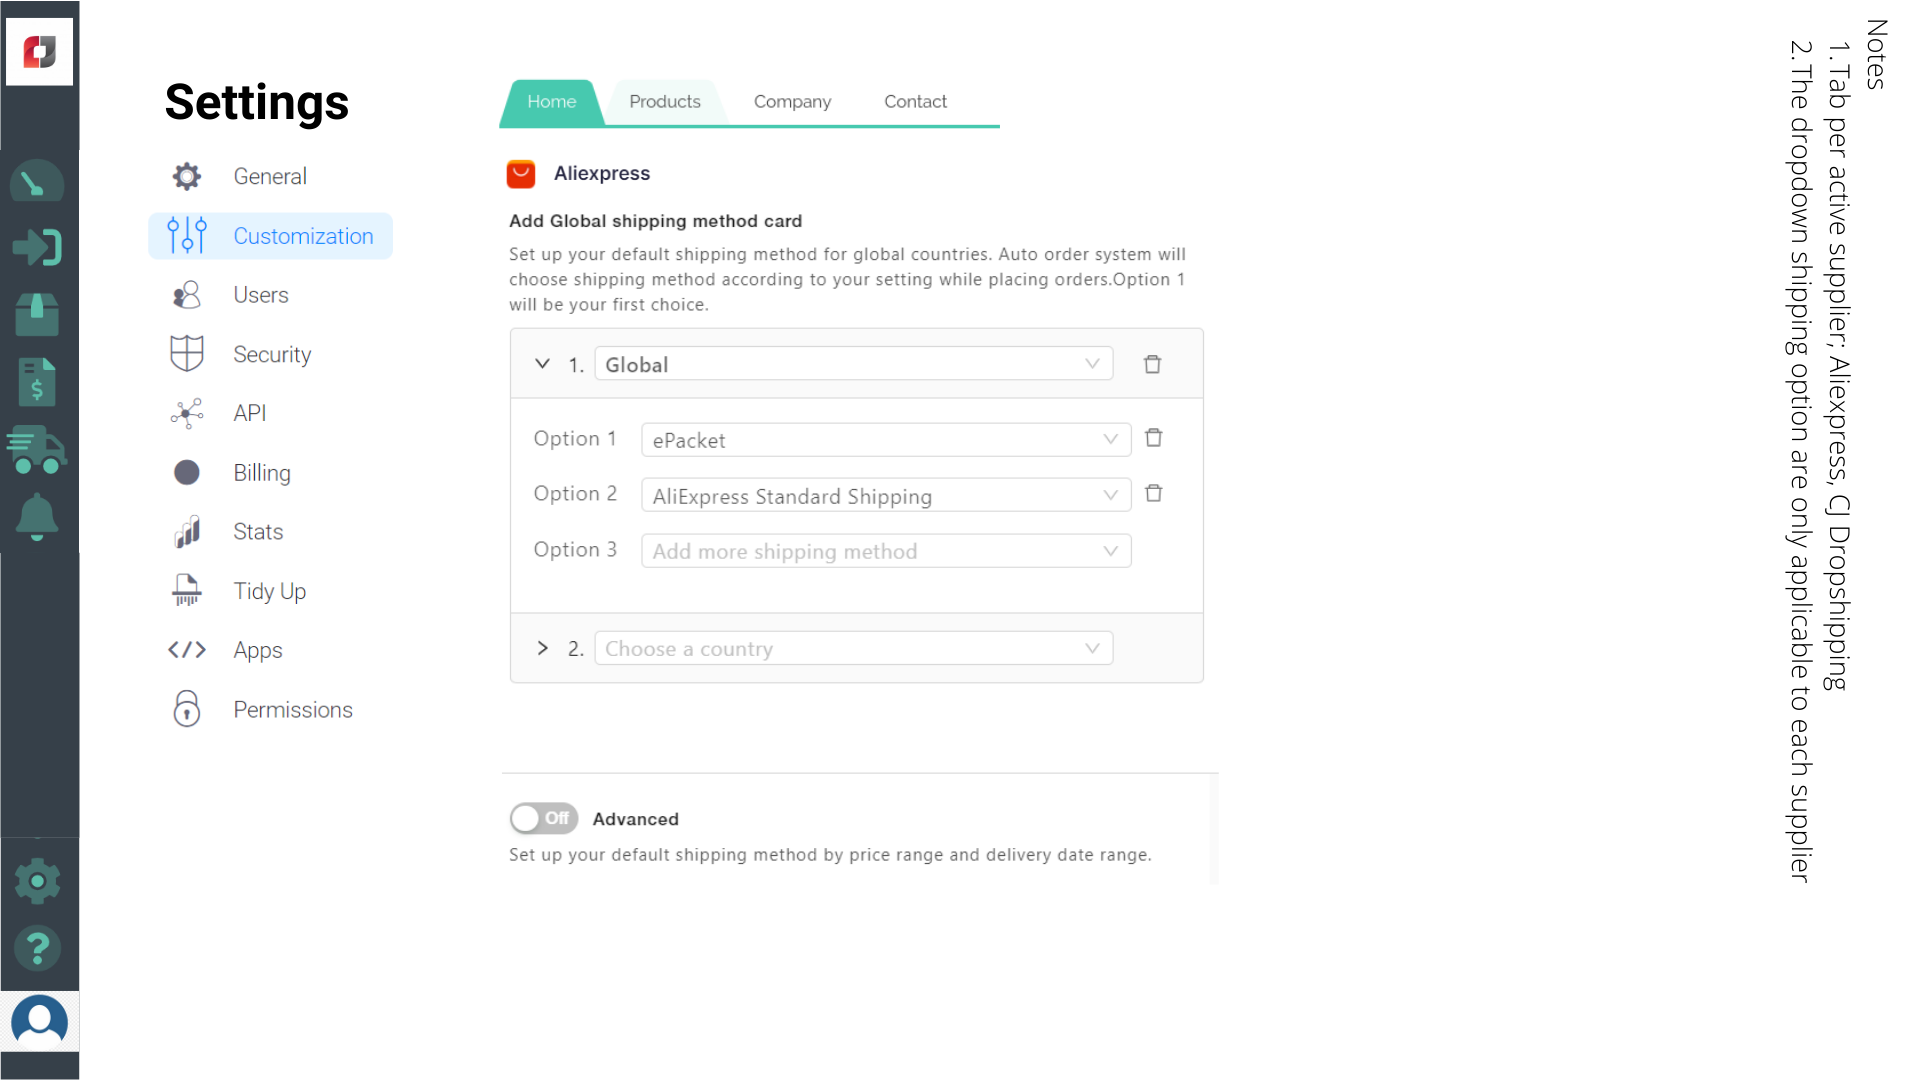 Settings
General
Customization
Users
Security
API
Billing
Stats
Tidy Up
Apps
Permissions
Home Products Company Contact
Aliexpress
Add Global shipping method card
Set up your default shipping method for global countries. Auto order system will
choose shipping method according to your setting while placing orders.Option 1
will be your first choice.
1. Global
Option 1 ePacket
Option 2 AliExpress Standard Shipping
Option 3 Add more shipping method
2. Choose a country
Off Advanced
Set up your default shipping method by price range and delivery date range.
Notes
1. Tab per active supplier; Aliexpress, CJ Dropshipping
2. The dropdown shipping option are only applicable to each supplier